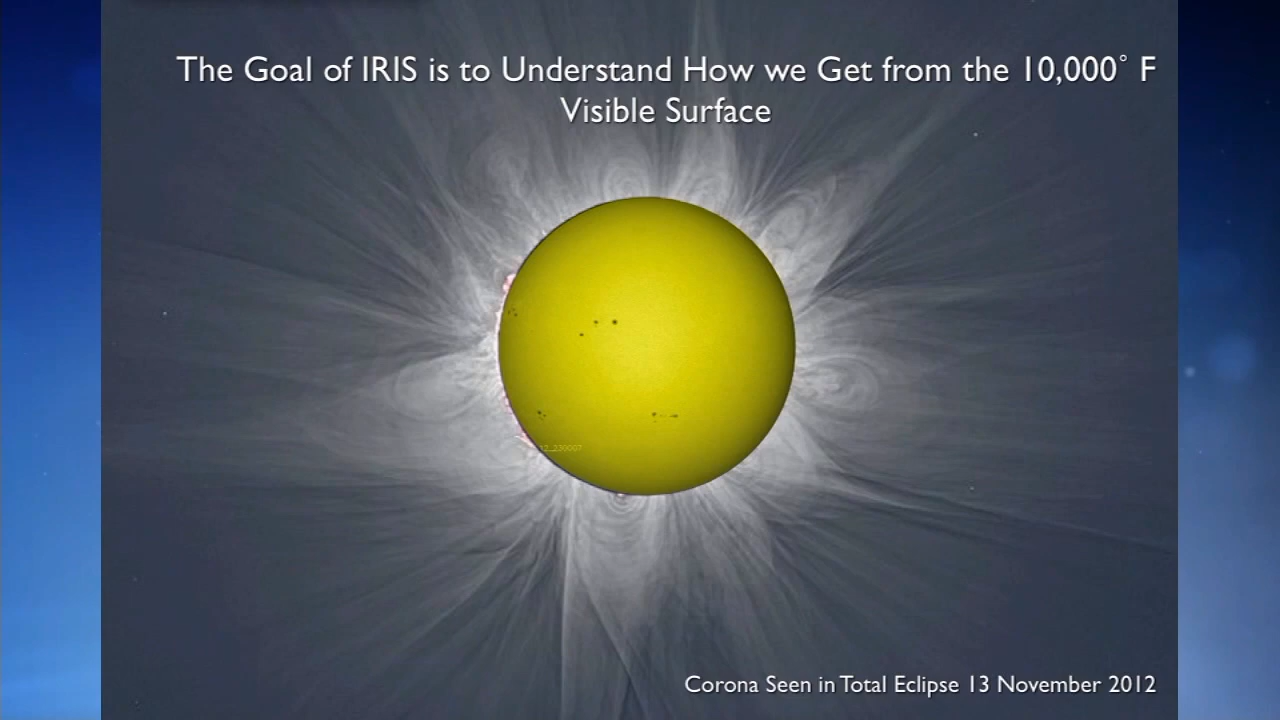 The Goal of IRIS is to Understand How we Get from the 10,000° F
Visible Surface
Corona Seen in Total Eclipse 13 November 2012